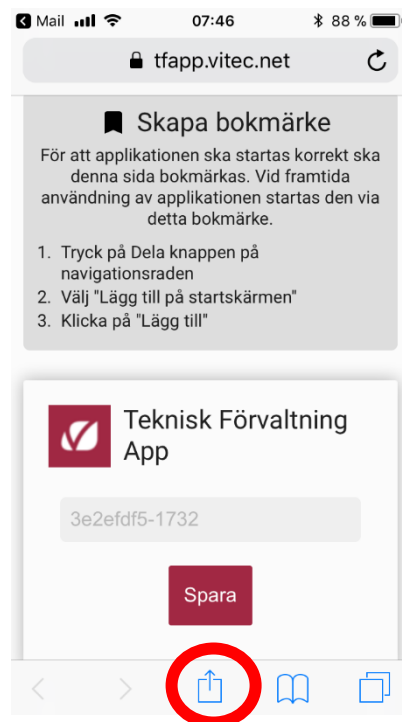 Mail 07:46 88 %
tfapp.vitec.net
Skapa bokmärke
För att applikationen ska startas korrekt ska
denna sida bokmärkas. Vid framtida
användning av applikationen startas den via
detta bokmärke.
1. Tryck på Dela knappen på
navigationsraden
2. Välj "Lägg till på startskärmen"
3. Klicka på "Lägg till"
Teknisk Förvaltning
App
3e2efdf5-1732
Spara